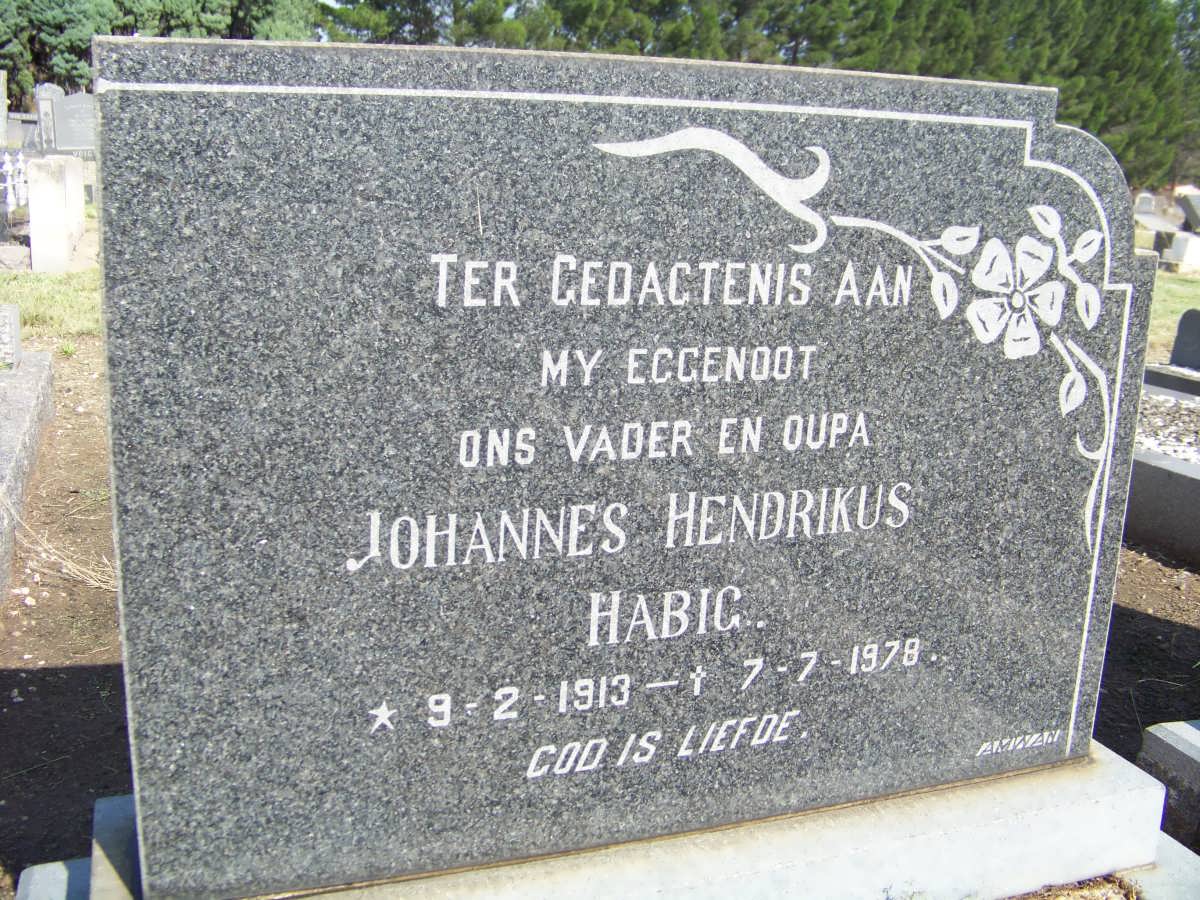 TER GEDACTENIS AAN
MY EGGENOOT
ONS VADER EN OUPA
JOHANNES HENDRIKUS
HABIG.
★ 9-2-1913 – † 7-7-1978.
GOD IS LIEFDE.
AMWAN